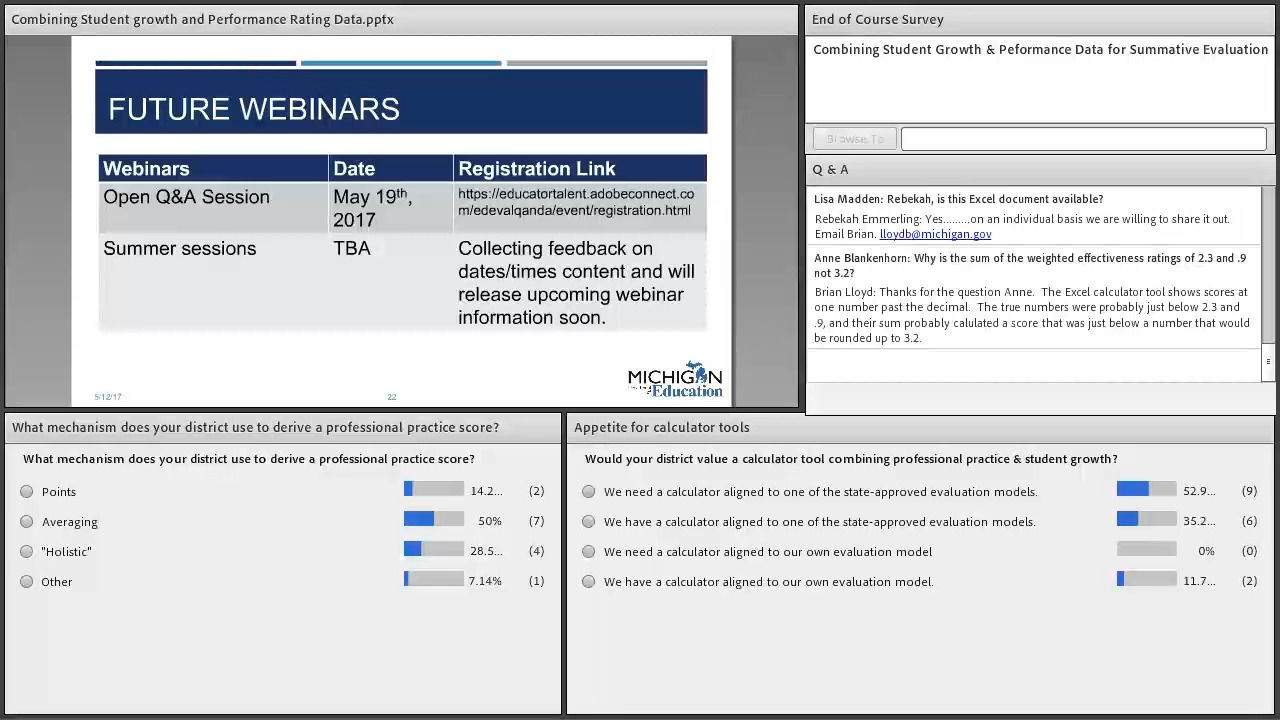 Combining Student growth and Performance Rating Data.pptx
FUTURE WEBINARS
Webinars Date Registration Link
Open Q&A Session May 19th, 2017 https://educatortalent.adobeconnect.co
m/edevalqanda/event/registration.html
Summer sessions TBA Collecting feedback on
dates/times content and will
release upcoming webinar
information soon.
MICHIGAN
Education
5/12/17 22
End of Course Survey
Combining Student Growth & Peformance Data for Summative Evaluation
Browse To
Q & A
Lisa Madden: Rebekah, is this Excel document available?
Rebekah Emmerling: Yes.........on an individual basis we are willing to share it out.
Email Brian. lloydb@michigan.gov
Anne Blankenhorn: Why is the sum of the weighted effectiveness ratings of 2.3 and .9
not 3.2?
Brian Lloyd: Thanks for the question Anne. The Excel calculator tool shows scores at
one number past the decimal. The true numbers were probably just below 2.3 and
.9, and their sum probably calulated a score that was just below a number that would
be rounded up to 3.2.
What mechanism does your district use to derive a professional practice score?
What mechanism does your district use to derive a professional practice score?
Points 14.2... (2)
Averaging 50% (7)
"Holistic" 28.5... (4)
Other 7.14% (1)
Appetite for calculator tools
Would your district value a calculator tool combining professional practice & student growth?
We need a calculator aligned to one of the state-approved evaluation models. 52.9... (9)
We have a calculator aligned to one of the state-approved evaluation models. 35.2... (6)
We need a calculator aligned to our own evaluation model 0% (0)
We have a calculator aligned to our own evaluation model. 11.7... (2)